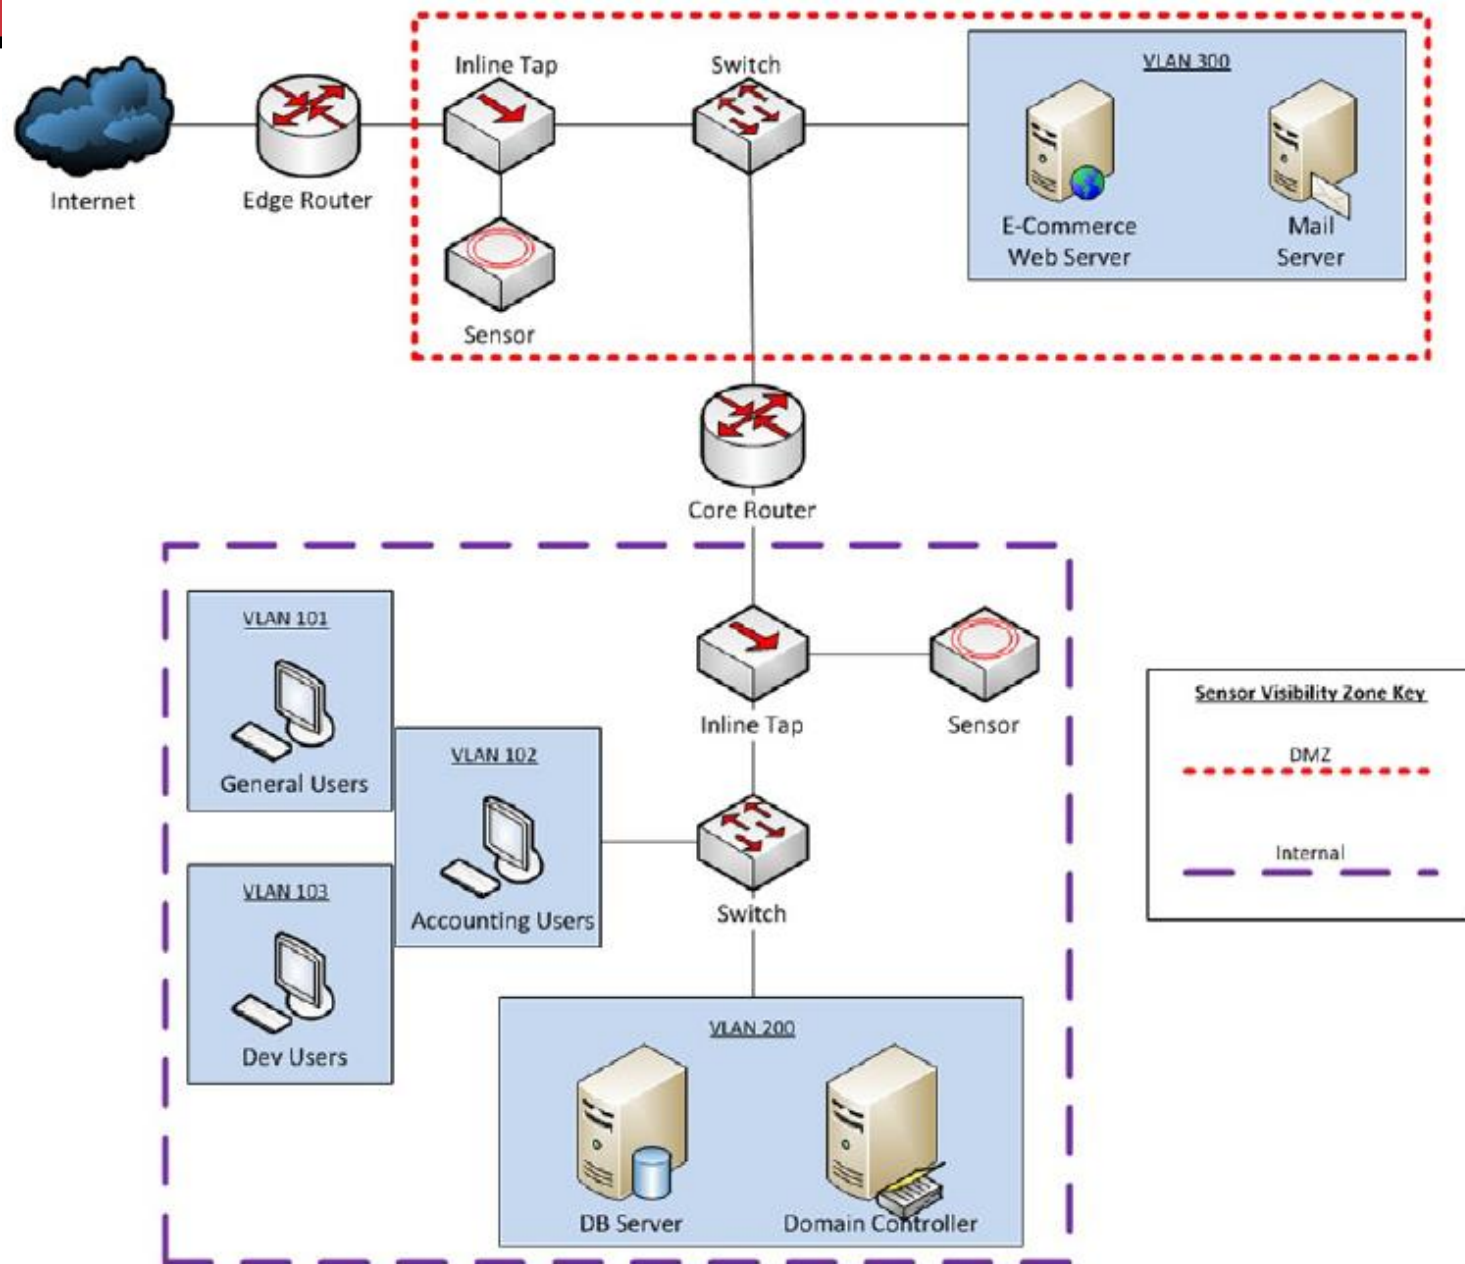 Inline Tap
Switch
VLAN 300
Internet
Edge Router
E-Commerce
Web Server
Mail
Server
Sensor
Core Router
VLAN 101
General Users
VLAN 102
Accounting Users
VLAN 103
Dev Users
Inline Tap
Sensor
Switch
VLAN 200
DB Server
Domain Controller
Sensor Visibility Zone Key
DMZ
Internal